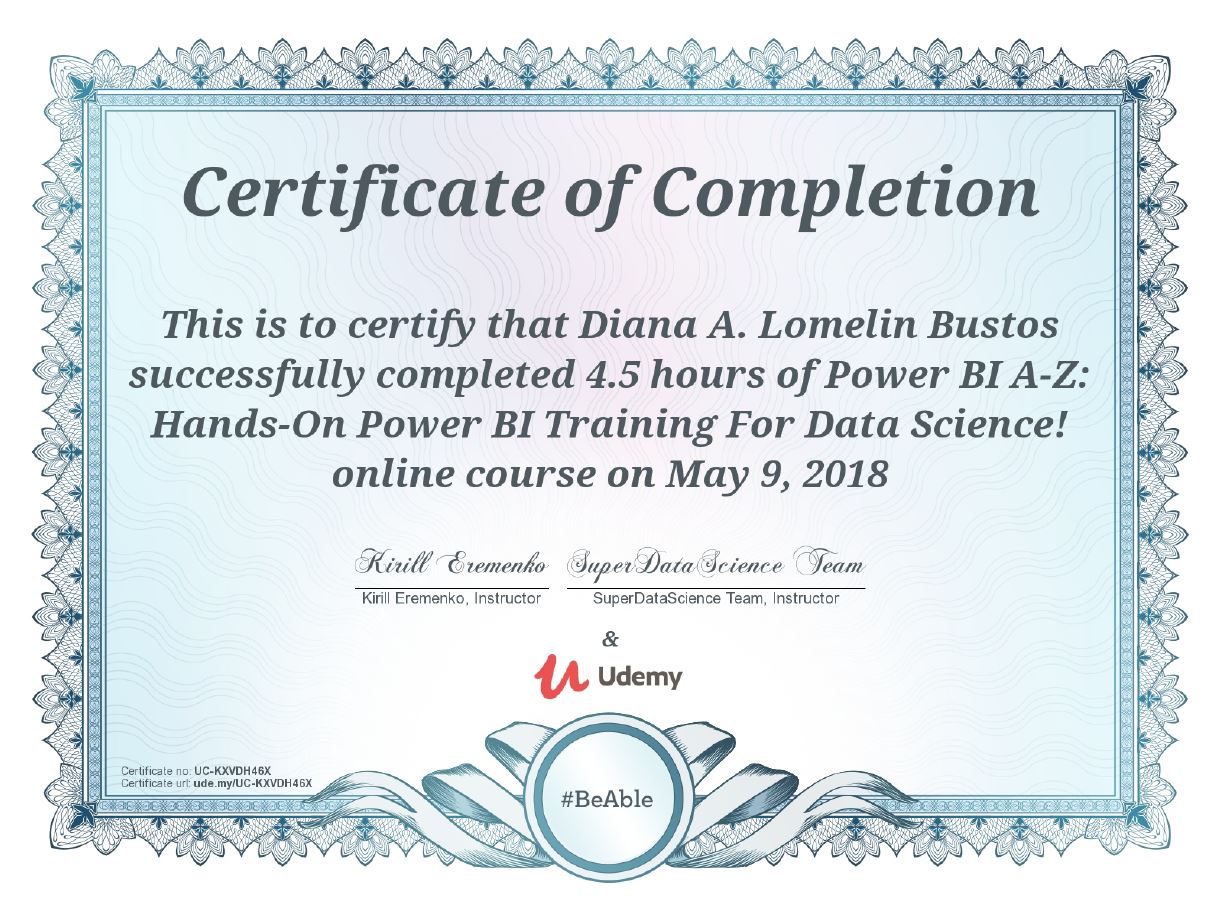 Certificate of Completion
This is to certify that Diana A. Lomelin Bustos
successfully completed 4.5 hours of Power BI A-Z:
Hands-On Power BI Training For Data Science!
online course on May 9, 2018
Kirill Eremenko SuperDataScience Team
Kirill Eremenko, Instructor SuperDataScience Team, Instructor
&
Udemy
Certificate no: UC-KXVDH46X
Certificate url: ude.my/UC-KXVDH46X
#BeAble